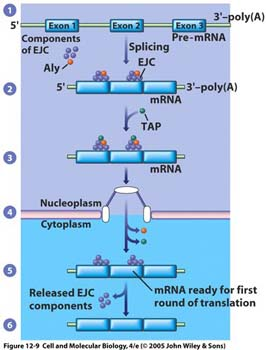 1
3'–poly(A)
5'
Exon 1
Exon 2
Exon 3
Components
of EJC
Splicing
Pre-mRNA
Aly
EJC
2
5'
3'–poly(A)
mRNA
TAP
3
mRNA
Nucleoplasm
4
Cytoplasm
5
mRNA ready for first
round of translation
Released EJC
components
6
Figure 12-9 Cell and Molecular Biology, 4/e (© 2005 John Wiley & Sons)